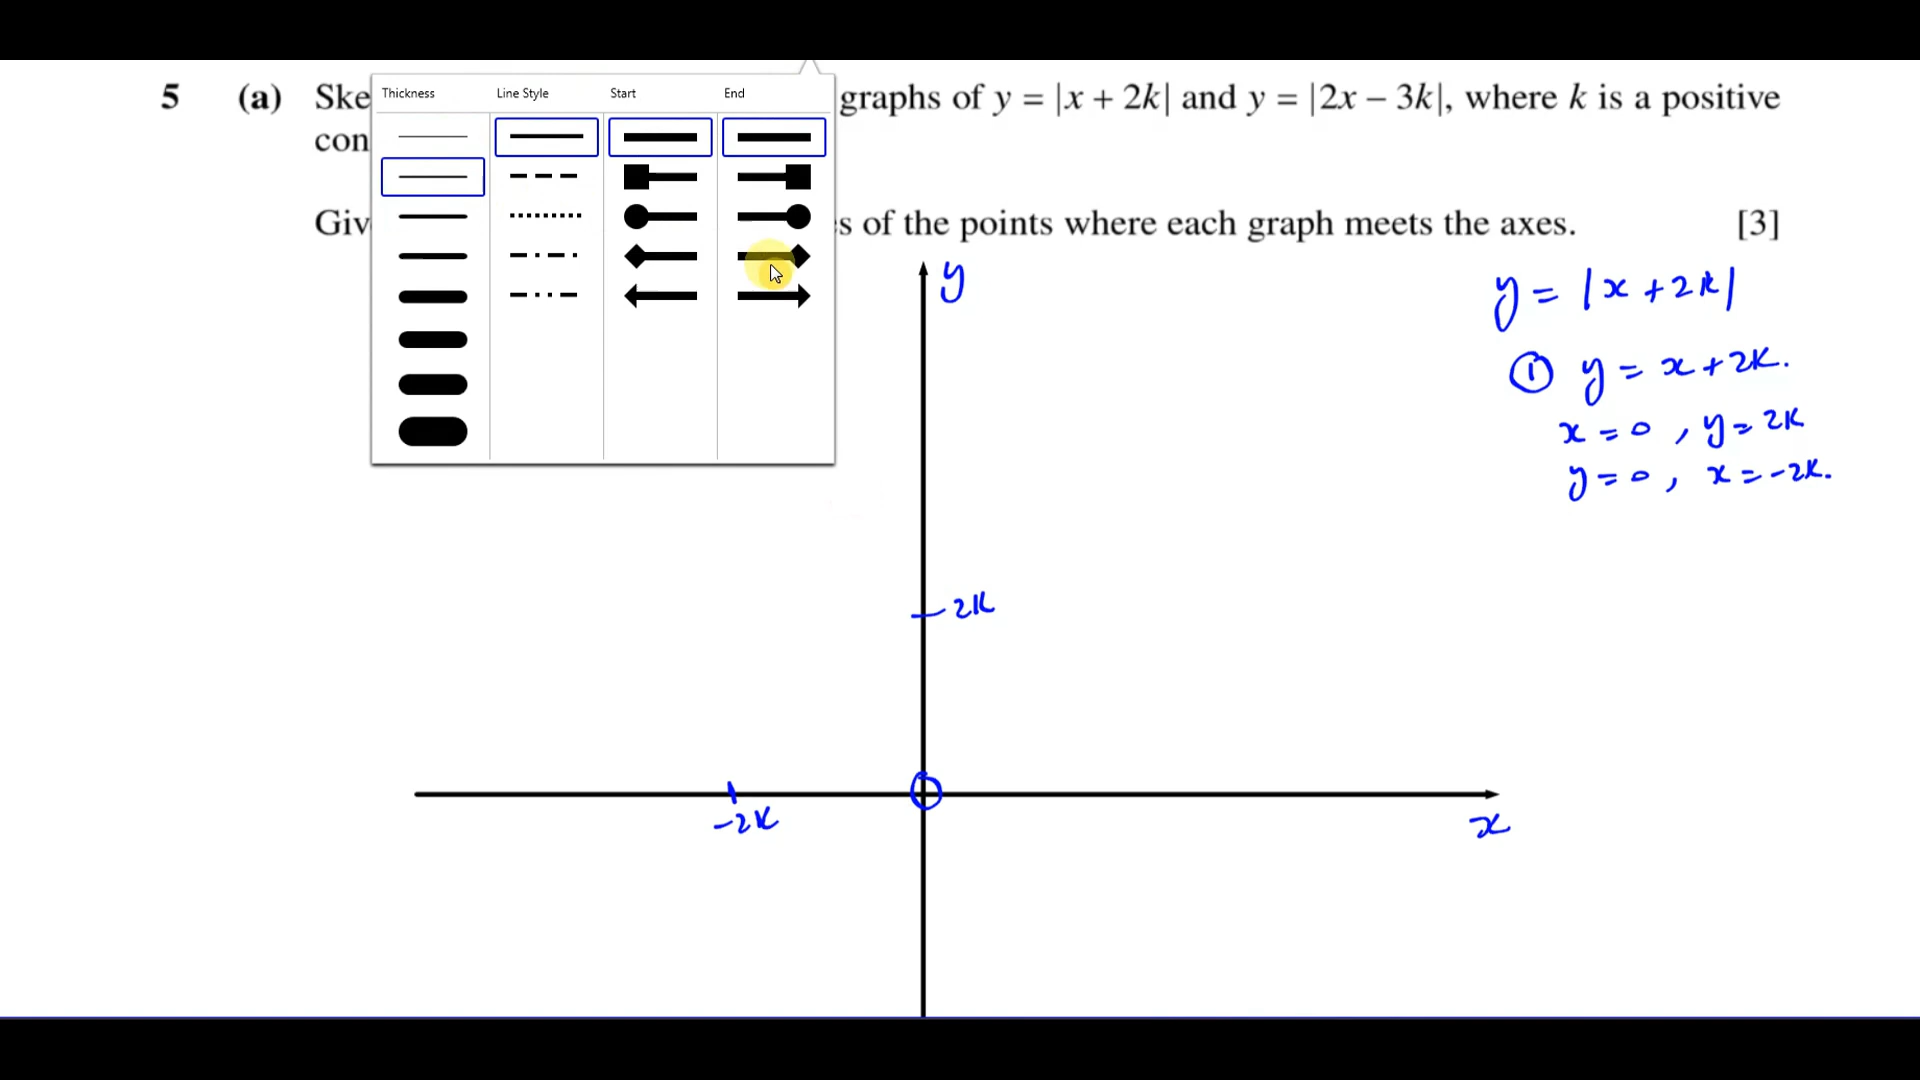 5 (a) Ske graphs of y = |x + 2k| and y = |2x − 3k|, where k is a positive
con
Giv s of the points where each graph meets the axes. [3]
Thickness Line Style Start End
y
y = |x + 2k|
① y = x + 2k.
x = 0, y = 2k
y = 0, x = -2k.
2k
-2k
x